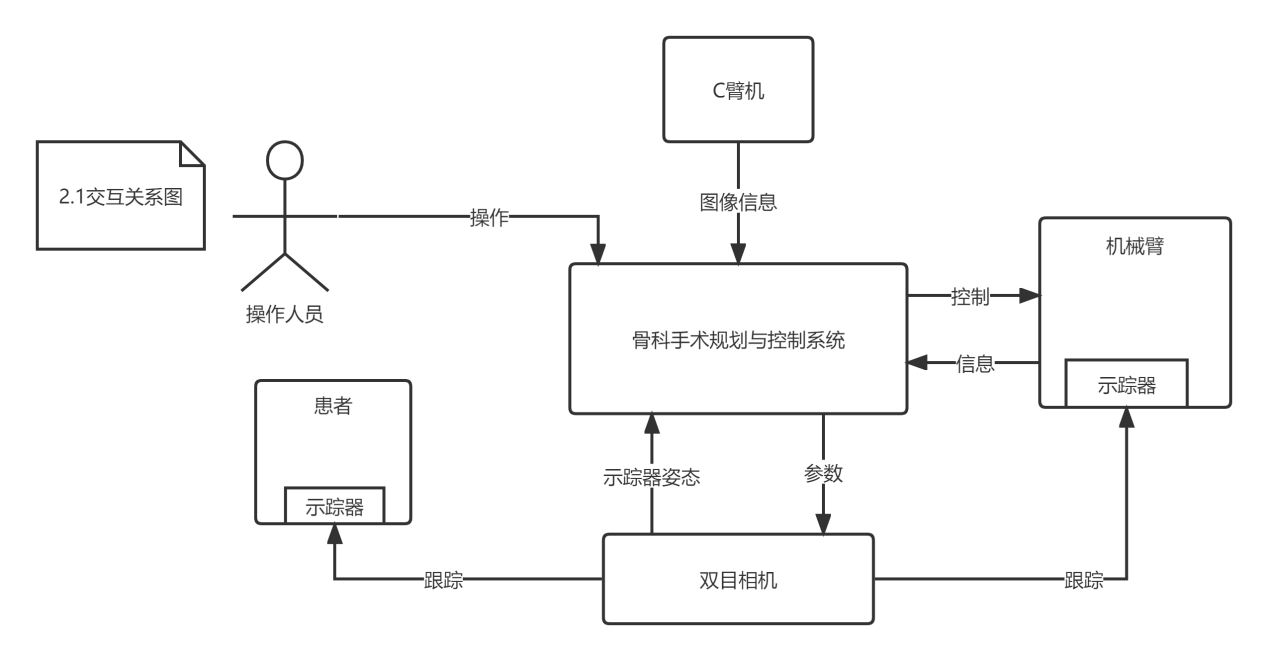 C臂机
2.1交互关系图
图像信息
操作
机械臂
控制
操作人员
骨科手术规划与控制系统
信息
示踪器
患者
示踪器姿态
参数
示踪器
跟踪
双目相机
跟踪